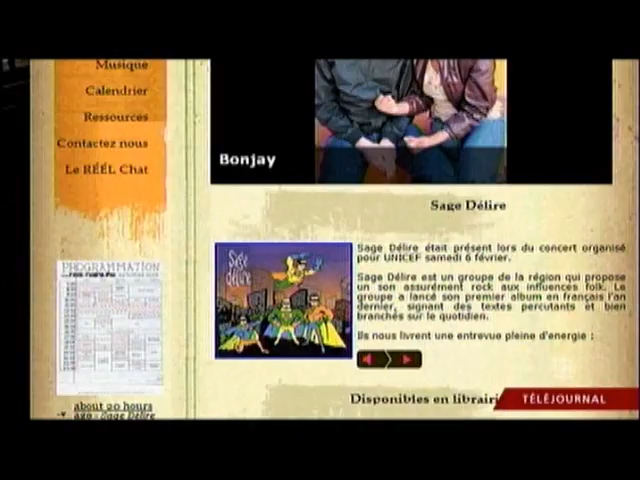 Musique
Calendrier
Ressources
Contactez nous
Le RÉÉL Chat
Bonjay
Sage Délire
Sage
délire
Sage Délire était présent lors du concert organisé
pour UNICEF samedi 6 février.
Sage Délire est un groupe de la région qui propose
un son assurément rock aux influences folk. Le
groupe a lancé son premier album en français l'an
dernier, signant des textes percutants et bien
branchés sur le quotidien.
Ils nous livrent une entrevue pleine d'energie :
PROGRAMMATION
about 20 hours
ago - Sage Délire
Disponibles en librairi
TÉLÉJOURNAL